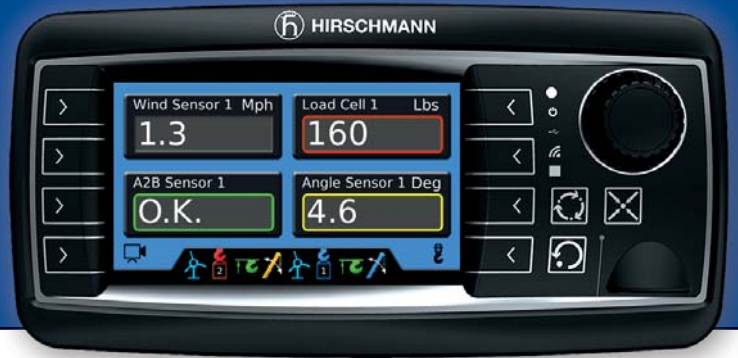 HIRSCHMANN
Wind Sensor 1 Mph
1.3
Load Cell 1 Lbs
160
A2B Sensor 1
O.K.
Angle Sensor 1 Deg
4.6
2
1